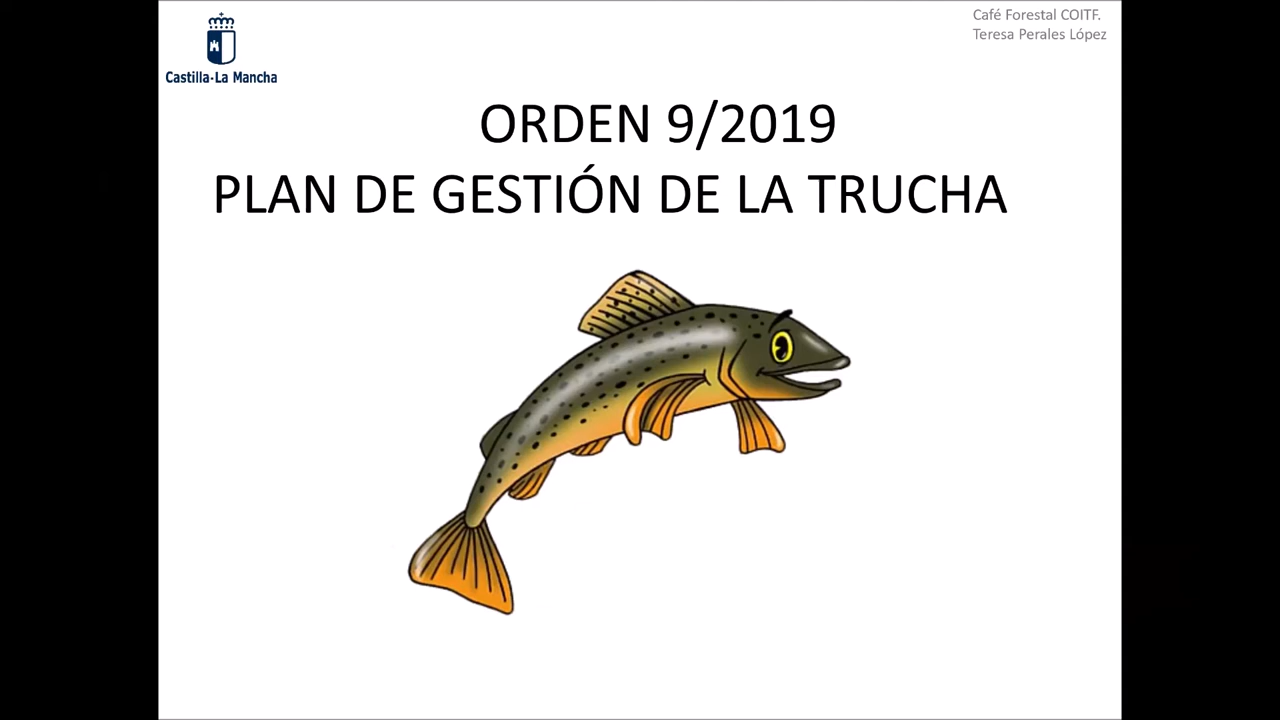 Café Forestal COITF.
Teresa Perales López
Castilla-La Mancha
ORDEN 9/2019
PLAN DE GESTIÓN DE LA TRUCHA